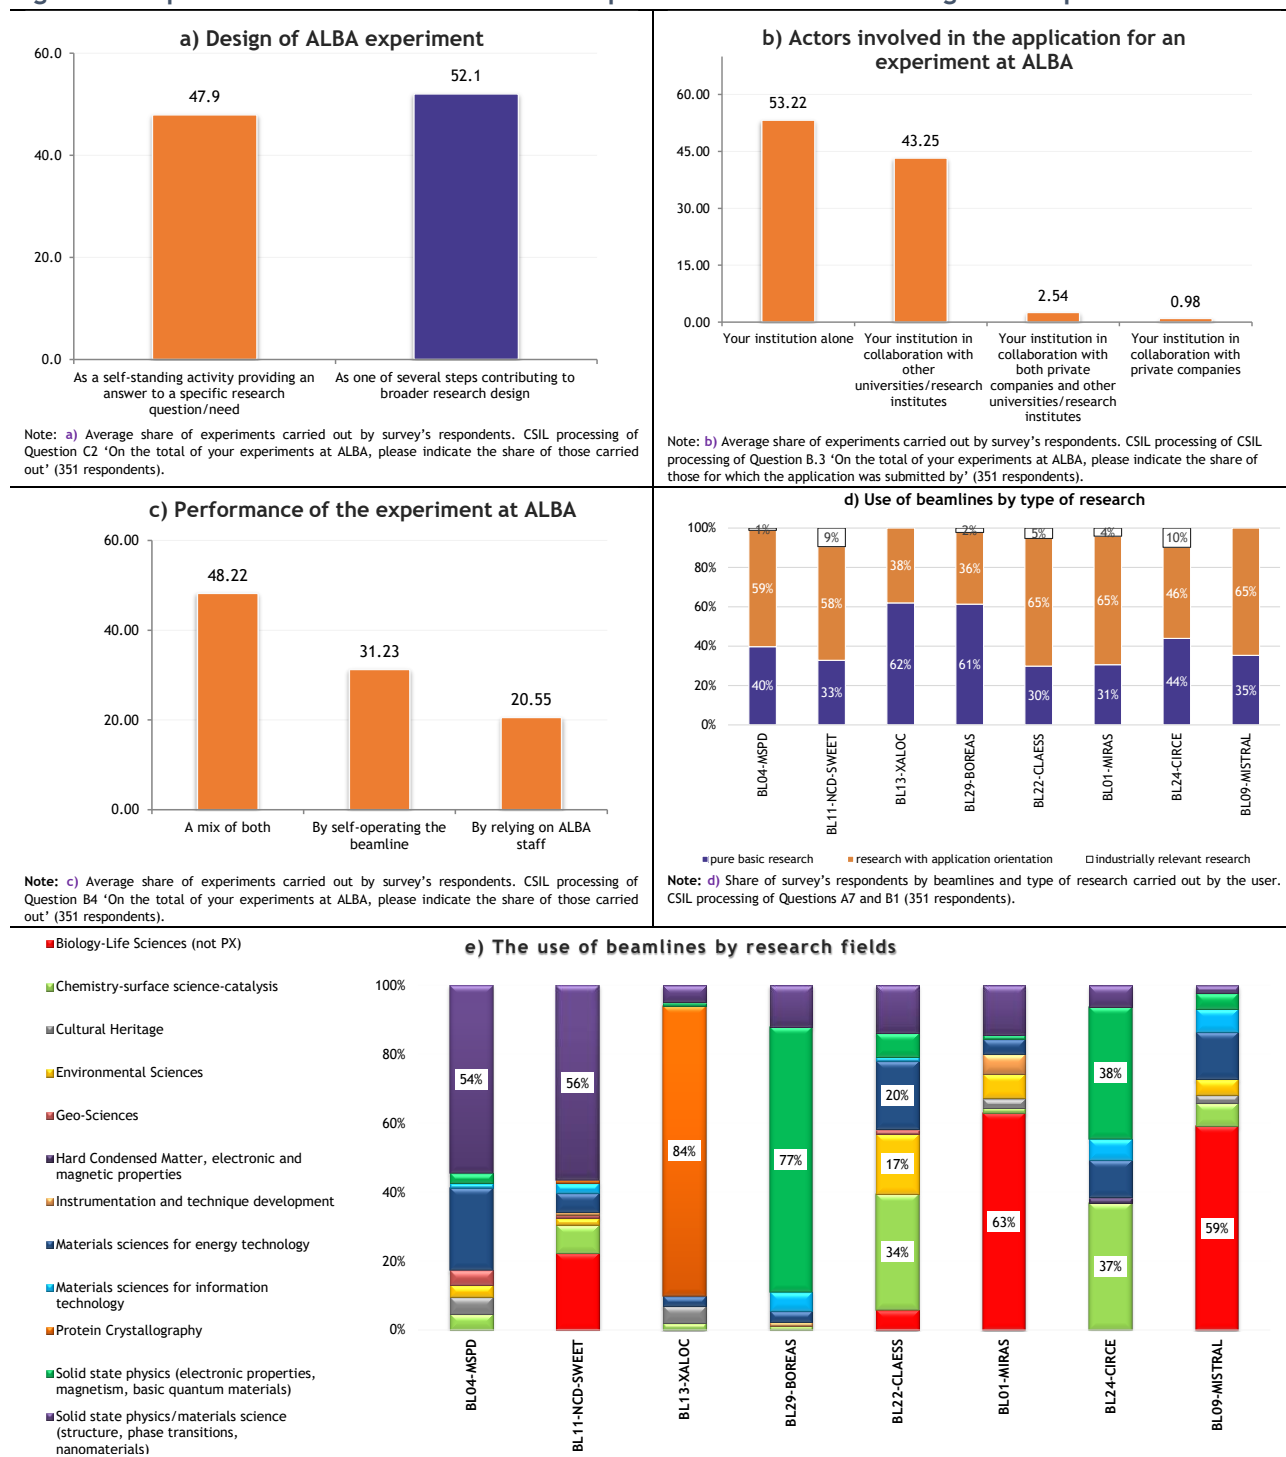 a) Design of ALBA experiment
60.0
40.0
20.0
0.0
47.9
52.1
As a self-standing activity providing an
answer to a specific research
question/need
As one of several steps contributing to
broader research design
Note: a) Average share of experiments carried out by survey's respondents. CSIL processing of
Question C2 ‘On the total of your experiments at ALBA, please indicate the share of those carried
out’ (351 respondents).
b) Actors involved in the application for an
experiment at ALBA
60.00
45.00
30.00
15.00
0.00
53.22
43.25
2.54
0.98
Your institution alone
Your institution in
collaboration with
other
universities/research
institutes
Your institution in
collaboration with
both private
companies and other
universities/research
institutes
Your institution in
collaboration with
private companies
Note: b) Average share of experiments carried out by survey's respondents. CSIL processing of CSIL
processing of Question B.3 ‘On the total of your experiments at ALBA, please indicate the share of
those for which the application was submitted by’ (351 respondents).
c) Performance of the experiment at ALBA
60.00
40.00
20.00
0.00
48.22
31.23
20.55
A mix of both
By self-operating the
beamline
By relying on ALBA
staff
Note: c) Average share of experiments carried out by survey's respondents. CSIL processing of
Question B4 ‘On the total of your experiments at ALBA, please indicate the share of those carried
out’ (351 respondents).
d) Use of beamlines by type of research
100%
80%
60%
40%
20%
0%
1%
9%
2%
5%
4%
10%
59%
58%
38%
36%
65%
65%
46%
65%
40%
33%
62%
61%
30%
31%
44%
35%
BL04-MSPD
BL11-NCD-SWEET
BL13-XALOC
BL29-BOREAS
BL22-CLAESS
BL01-MIRAS
BL24-CIRCE
BL09-MISTRAL
pure basic research
research with application orientation
industrially relevant research
Note: d) Share of survey's respondents by beamlines and type of research carried out by the user.
CSIL processing of Questions A7 and B1 (351 respondents).
e) The use of beamlines by research fields
Biology-Life Sciences (not PX)
Chemistry-surface science-catalysis
Cultural Heritage
Environmental Sciences
Geo-Sciences
Hard Condensed Matter, electronic and
magnetic properties
Instrumentation and technique development
Materials sciences for energy technology
Materials sciences for information
technology
Protein Crystallography
Solid state physics (electronic properties,
magnetism, basic quantum materials)
Solid state physics/materials science
(structure, phase transitions,
nanomaterials)
100%
80%
60%
40%
20%
0%
54%
56%
84%
77%
20%
17%
34%
63%
38%
37%
59%
BL04-MSPD
BL11-NCD-SWEET
BL13-XALOC
BL29-BOREAS
BL22-CLAESS
BL01-MIRAS
BL24-CIRCE
BL09-MISTRAL